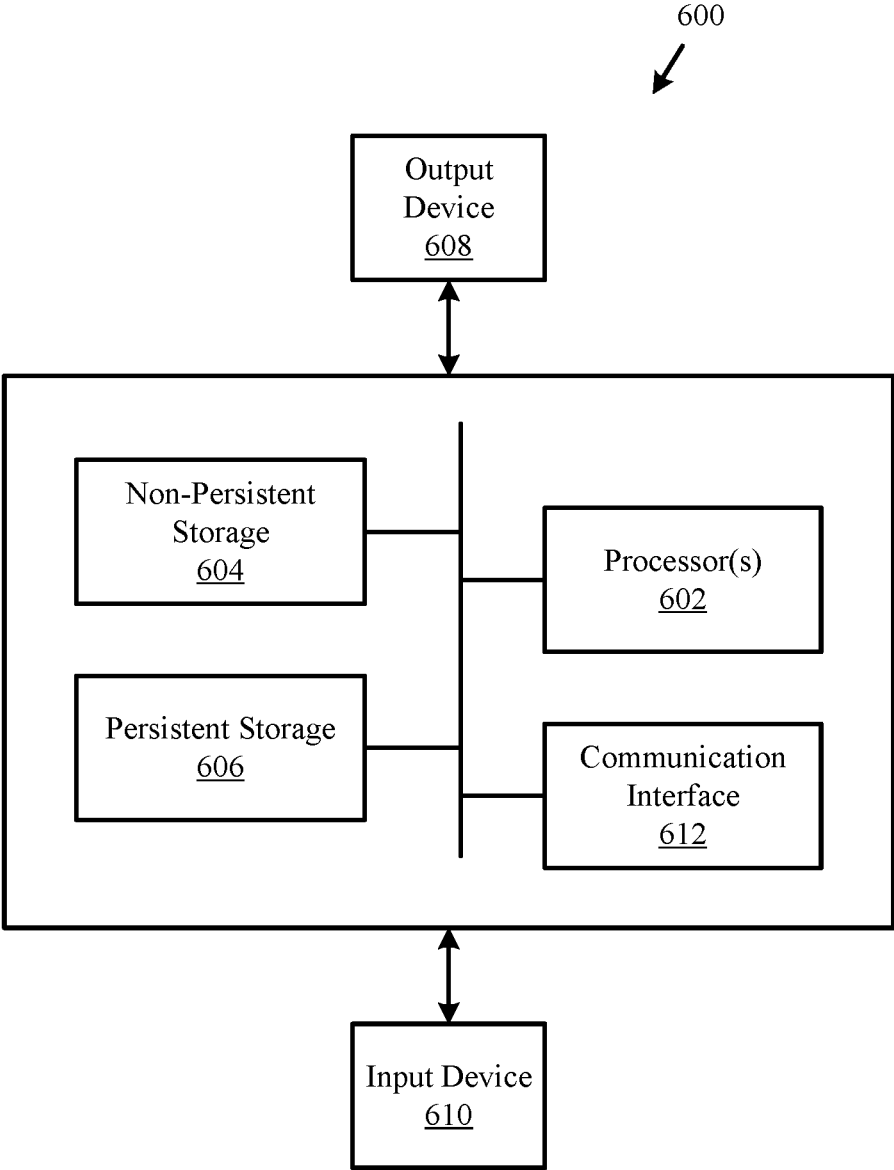 600
Output
Device
608
Non-Persistent
Storage
604
Processor(s)
602
Persistent Storage
606
Communication
Interface
612
Input Device
610